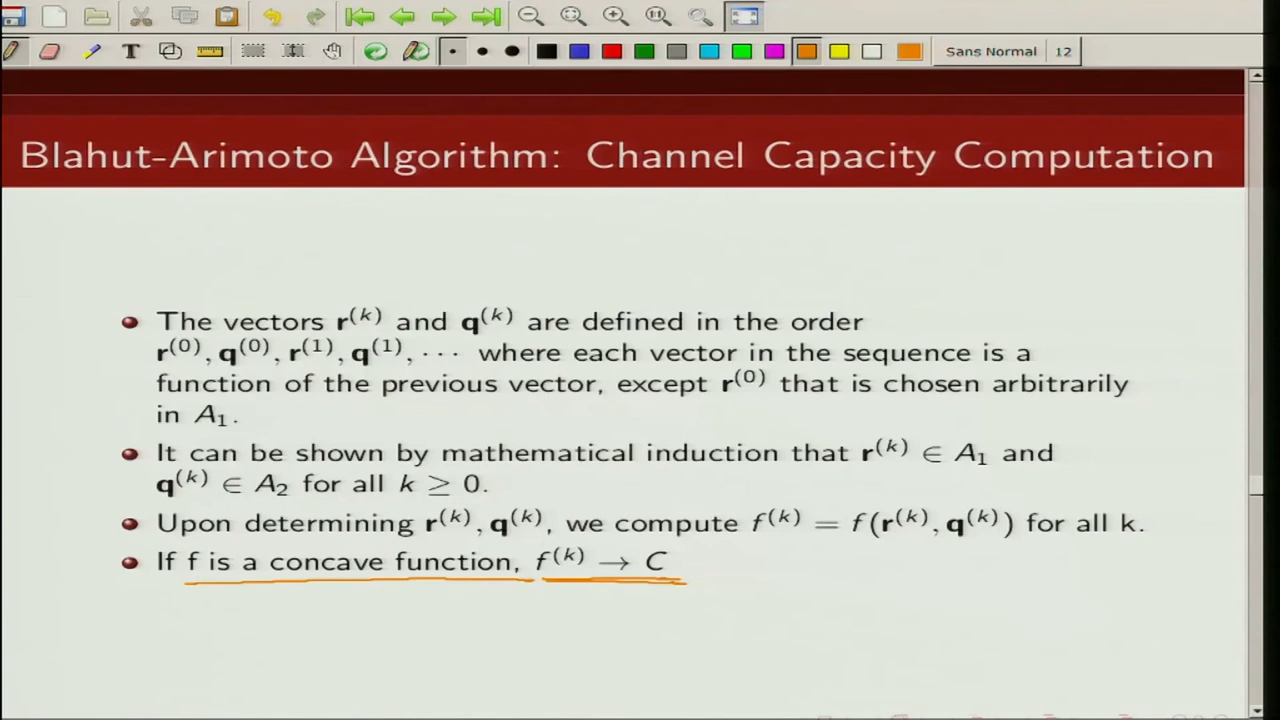 Sans Normal 12
Blahut-Arimoto Algorithm: Channel Capacity Computation
The vectors r^(k) and q^(k) are defined in the order
r^(0), q^(0), r^(1), q^(1), ⋯ where each vector in the sequence is a
function of the previous vector, except r^(0) that is chosen arbitrarily
in A₁.
It can be shown by mathematical induction that r^(k) ∈ A₁ and
q^(k) ∈ A₂ for all k ≥ 0.
Upon determining r^(k), q^(k), we compute f^(k) = f(r^(k), q^(k)) for all k.
If f is a concave function, f^(k) → C